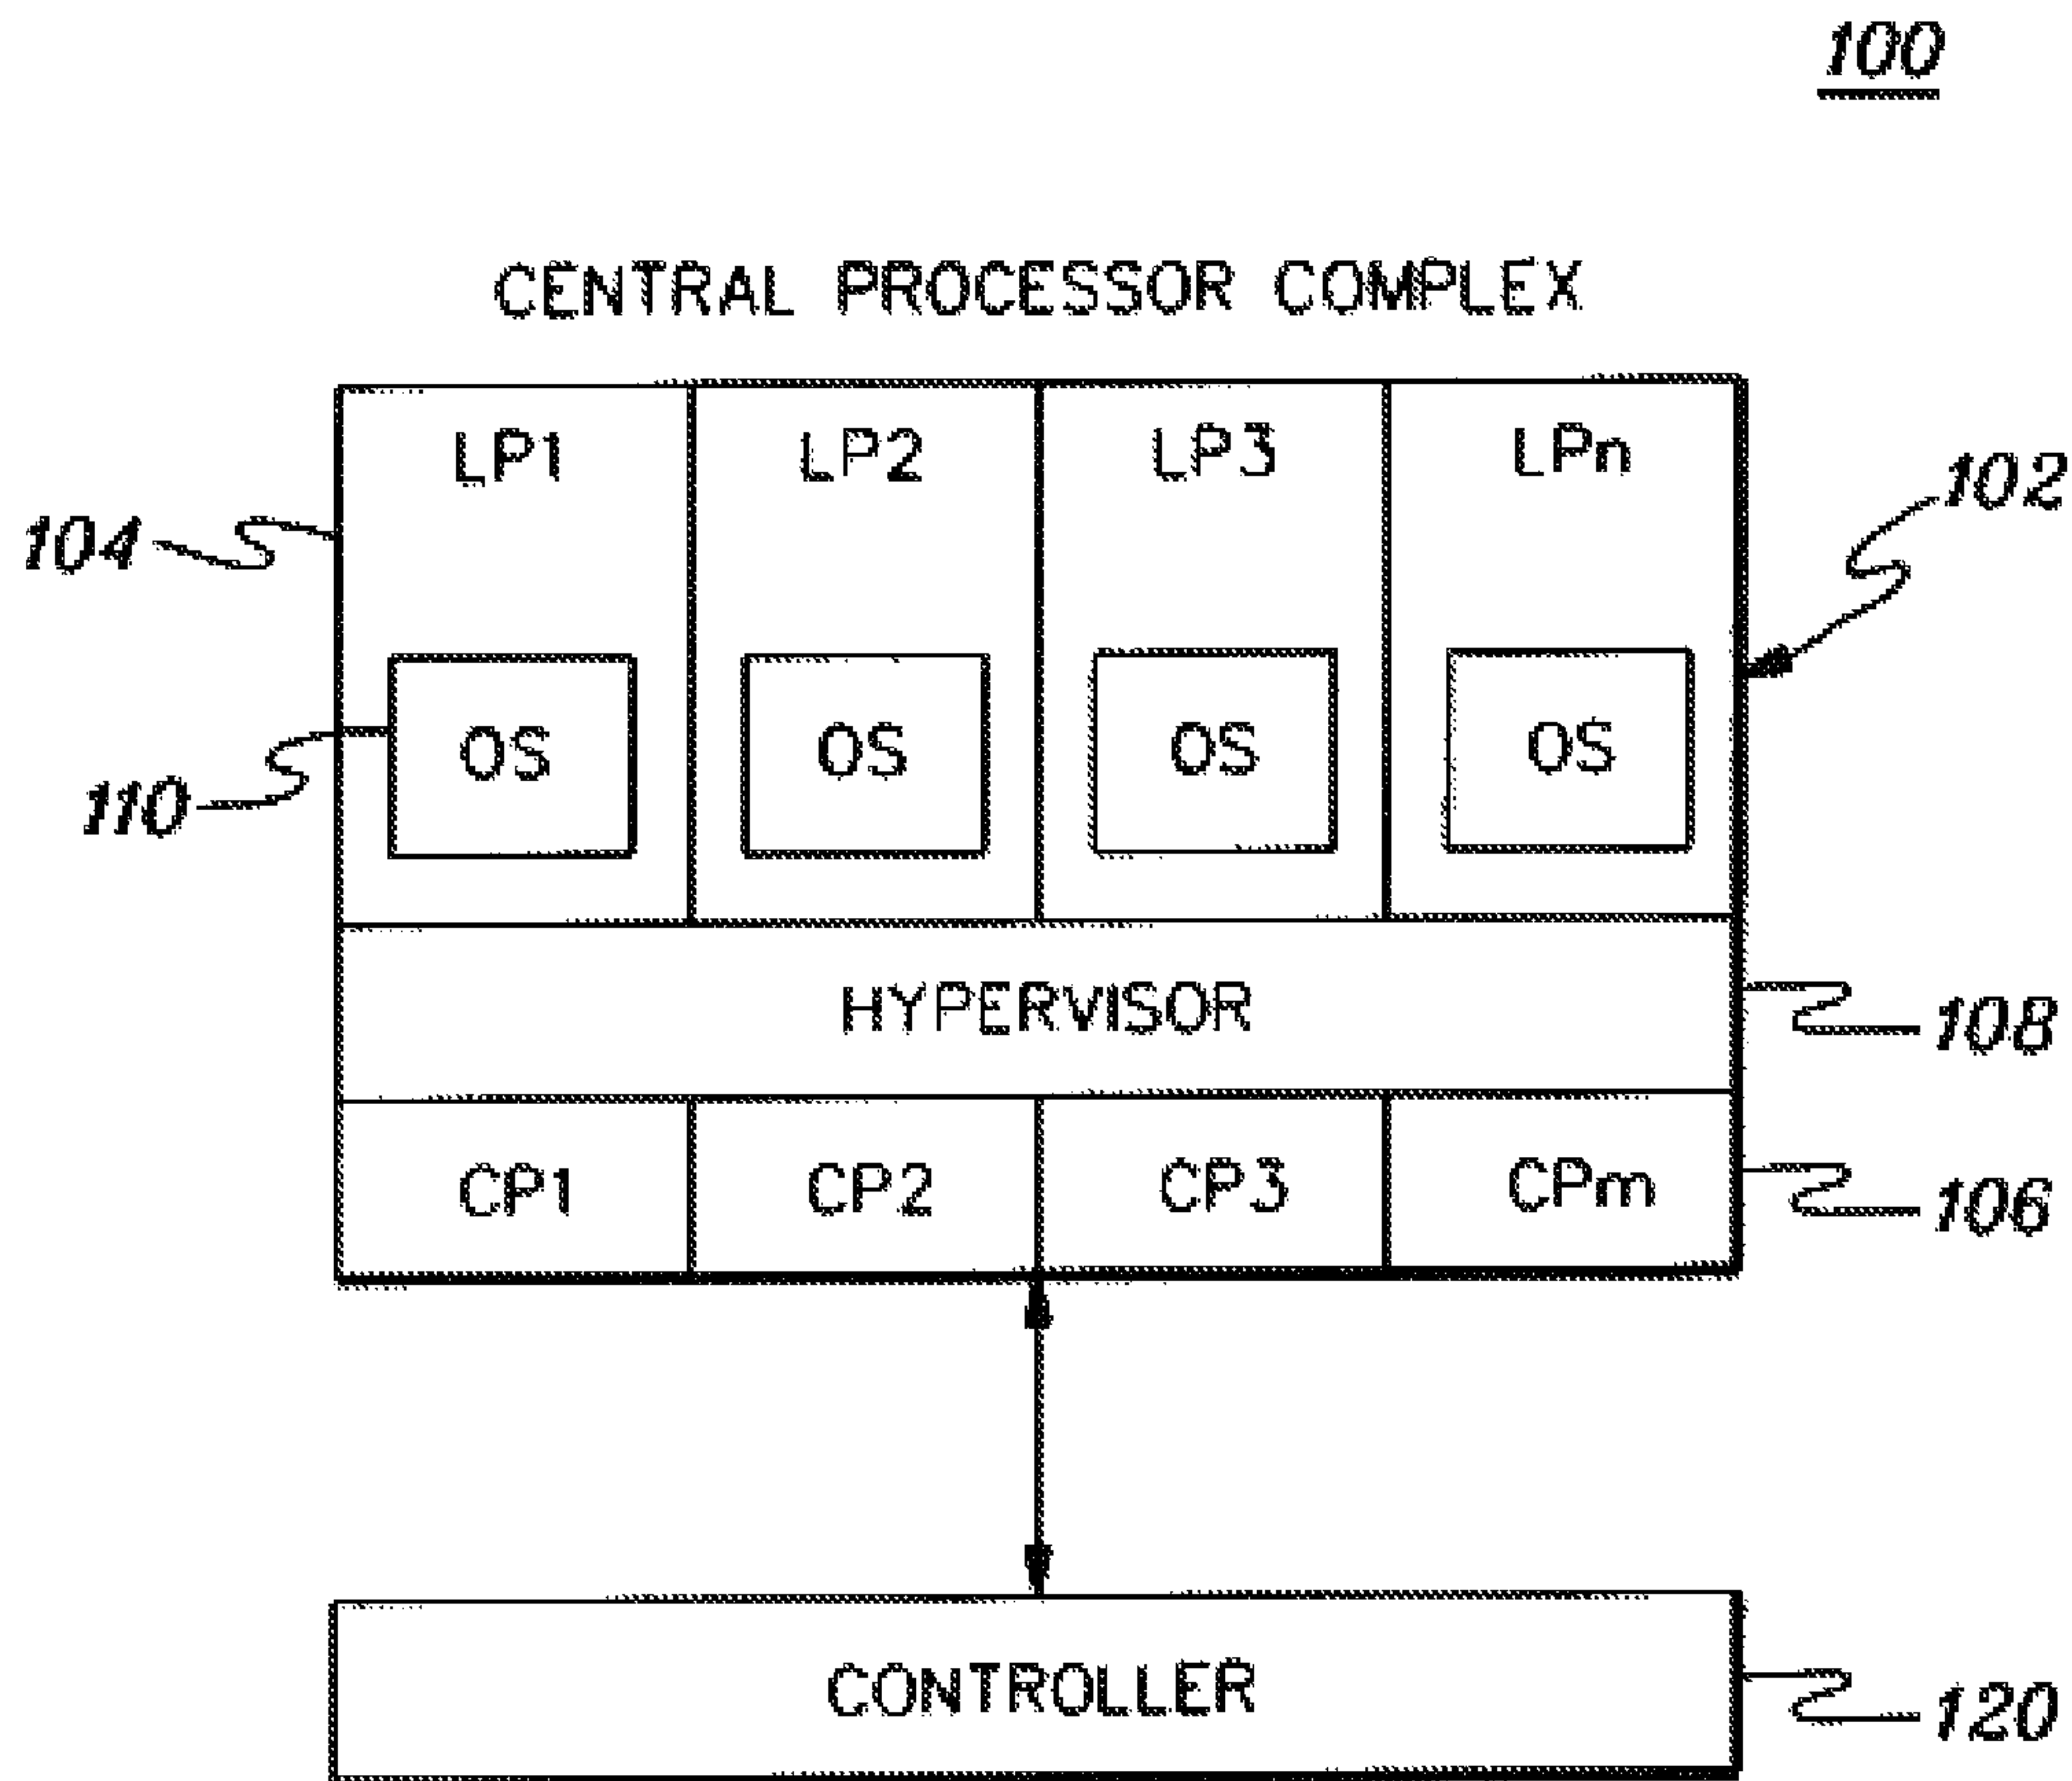 100
CENTRAL PROCESSOR COMPLEX
LP1 LP2 LP3 LPn
102
104
OS OS OS OS
110
HYPERVISOR
108
CP1 CP2 CP3 CPm
106
CONTROLLER
120